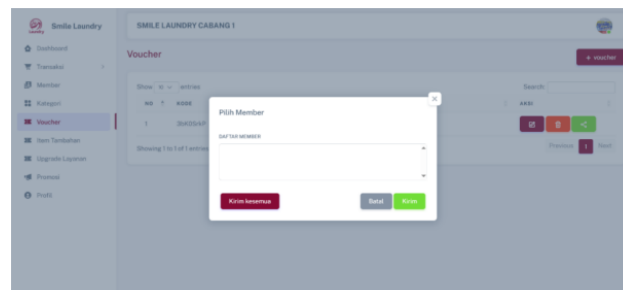 Smile Laundry
SMILE LAUNDRY CABANG 1
Dashboard
Transaksi
Member
Kategori
Voucher
Item Tambahan
Upgrade Layanan
Promosi
Profil
Voucher
+ voucher
Show 10 entries
Search:
NO
KODE
AKSI
1
Showing 1 to 1 of 1 entries
Previous 1 Next
Pilih Member
×
DAFTAR MEMBER
Kirim kesemua
Batal
Kirim